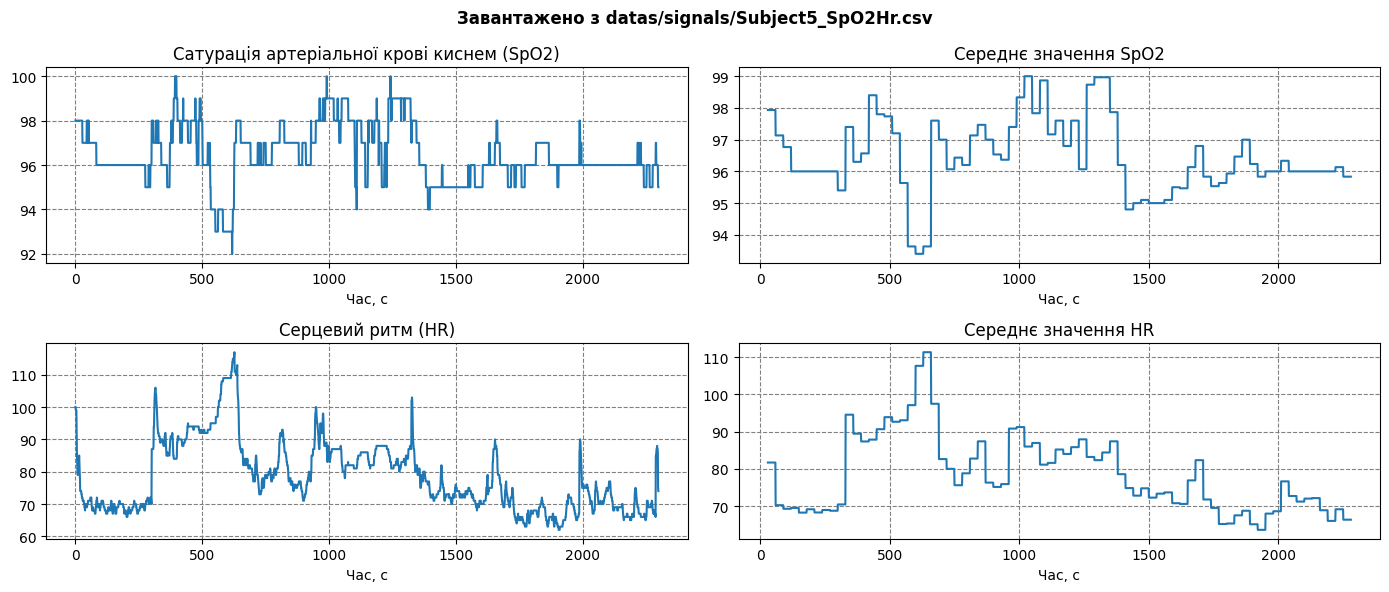 Завантажено з datas/signals/Subject5_SpO2Hr.csv
Сатурація артеріальної крові киснем (SpO2)
100
98
96
94
92
0 500 1000 1500 2000
Час, с
Середнє значення SpO2
99
98
97
96
95
94
0 500 1000 1500 2000
Час, с
Серцевий ритм (HR)
110
100
90
80
70
60
0 500 1000 1500 2000
Час, с
Середнє значення HR
110
100
90
80
70
0 500 1000 1500 2000
Час, с